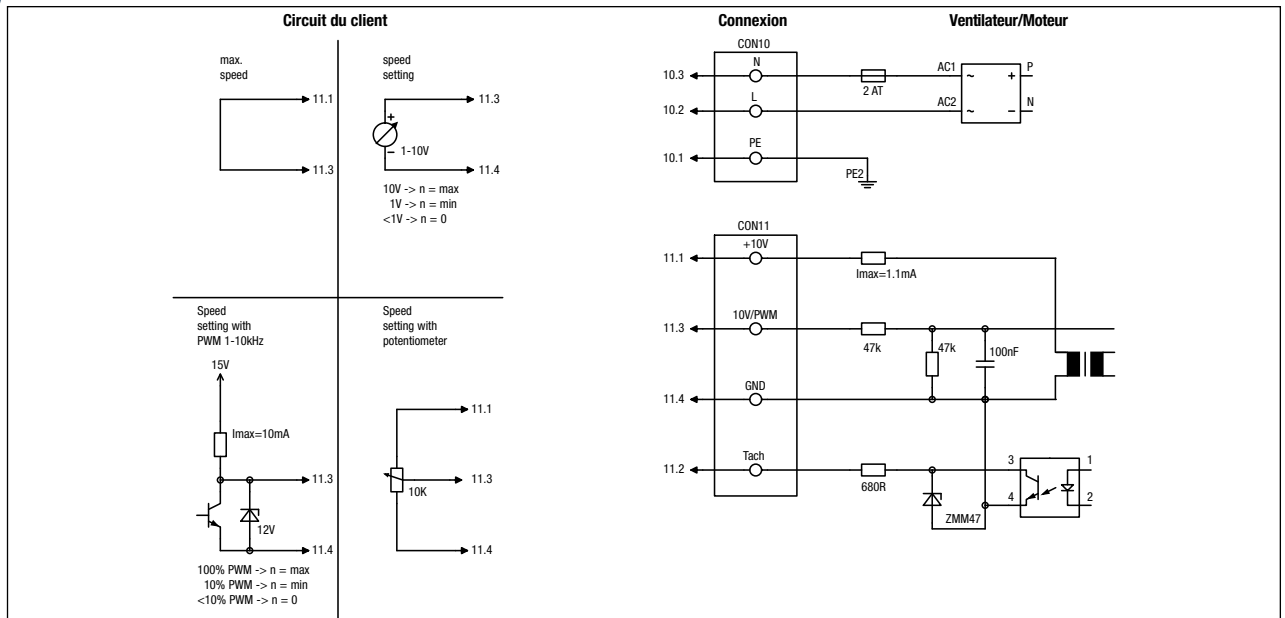 Circuit du client
Connexion
Ventilateur/Moteur
max.
speed
11.1
11.3
speed
setting
11.3
+
1-10V
−
11.4
10V -> n = max
1V -> n = min
<1V -> n = 0
Speed
setting with
PWM 1-10kHz
15V
Imax=10mA
11.3
12V
11.4
100% PWM -> n = max
10% PWM -> n = min
<10% PWM -> n = 0
Speed
setting with
potentiometer
11.1
11.3
10K
11.4
CON10
N
10.3
2 AT
AC1
~
+
P
L
10.2
AC2
~
−
N
PE
10.1
PE2
CON11
+10V
11.1
Imax=1.1mA
10V/PWM
11.3
47k
47k
100nF
GND
11.4
Tach
11.2
680R
ZMM47
3
1
4
2